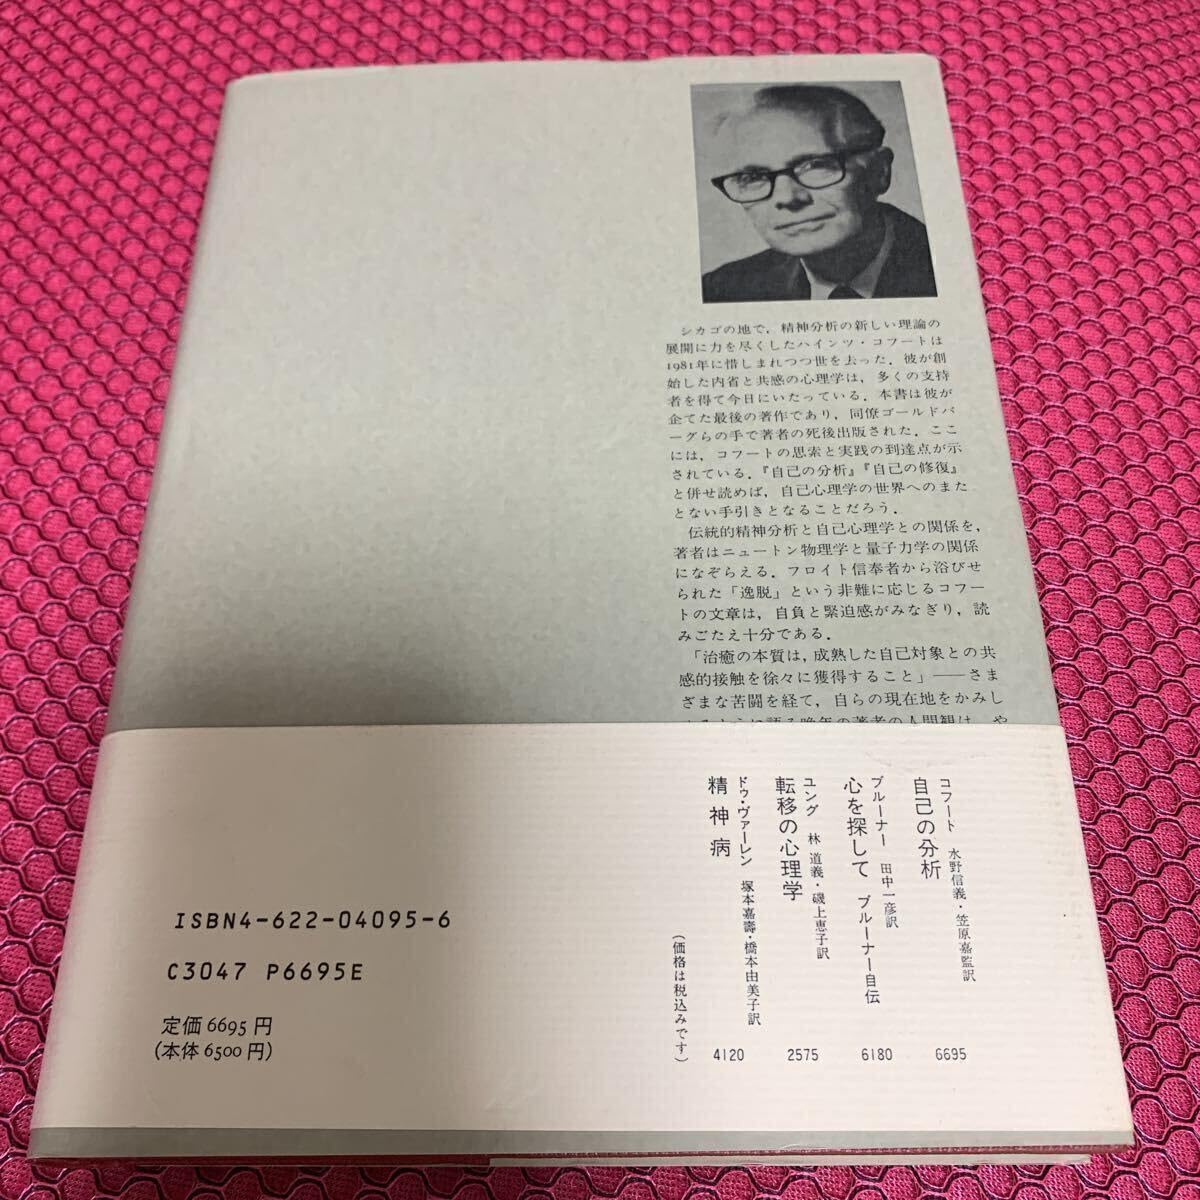 シカゴの地で，精神分析の新しい理論の
展開に力を尽くしたハインツ・コフートは
1981年に惜しまれつつ世を去った．彼が創
始した内省と共感の心理学は，多くの支持
者を得て今日にいたっている．本書は彼が
企てた最後の著作であり，同僚ゴールドバ
ーグらの手で著者の死後出版された．ここ
には，コフートの思索と実践の到達点が示
されている．『自己の分析』『自己の修復』
と併せ読めば，自己心理学の世界へのまた
とない手引きとなることだろう．
伝統的精神分析と自己心理学との関係を，
著者はニュートン物理学と量子力学の関係
になぞらえる．フロイト信奉者から浴びせ
られた「逸脱」という非難に応じるコフー
トの文章は，自負と緊迫感がみなぎり，読
みごたえ十分である．
「治癒の本質は，成熟した自己対象との共
感的接触を徐々に獲得すること」──さま
ざまな苦闘を経て，自らの現在地をかみし
コフート 水野信義・笠原嘉監訳
自己の分析
6695
ブルーナー 田中一彦訳
心を探して ブルーナー自伝
6180
ユング 林道義・磯上恵子訳
転移の心理学
2575
ドゥ・ヴァーレン 塚本嘉壽・橋本由美子訳
精神病
4120
(価格は税込みです)
ISBN4-622-04095-6
C3047 P6695E
定価6695円
(本体6500円)